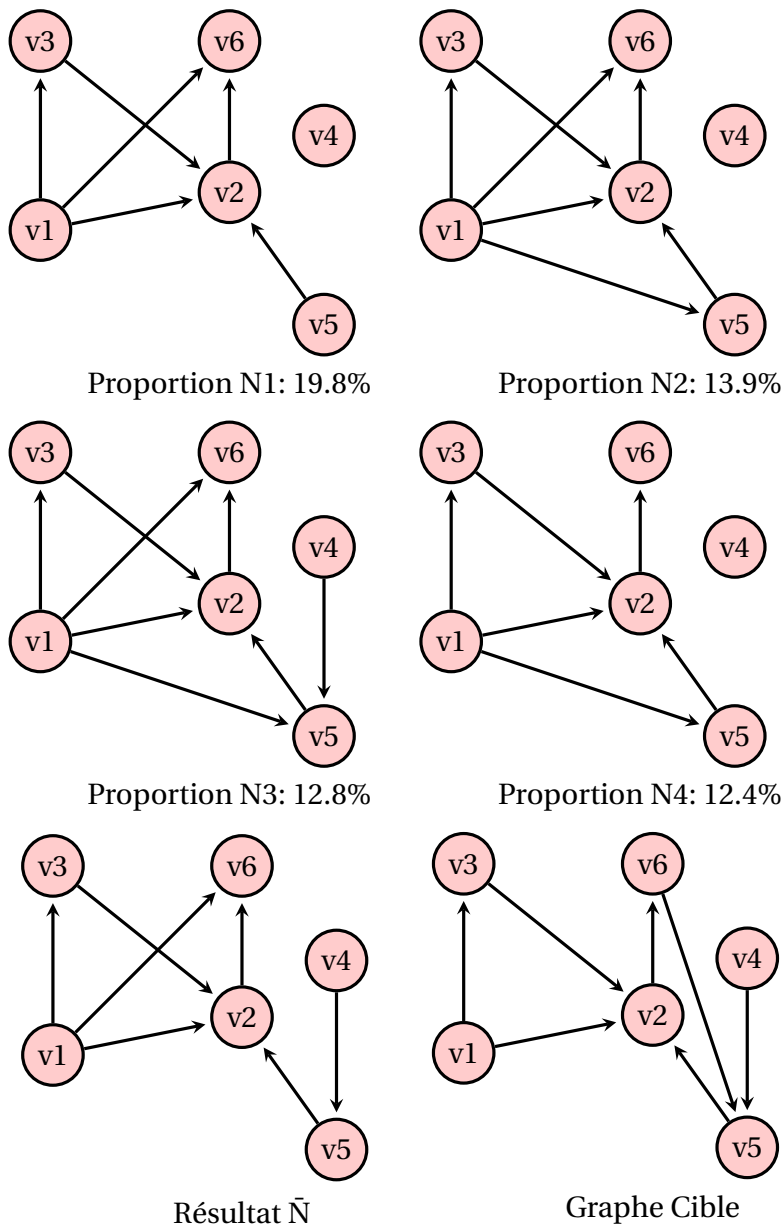 v3
v6
v4
v2
v1
v5
Proportion N1: 19.8%
v3
v6
v4
v2
v1
v5
Proportion N2: 13.9%
v3
v6
v4
v2
v1
v5
Proportion N3: 12.8%
v3
v6
v4
v2
v1
v5
Proportion N4: 12.4%
v3
v6
v4
v2
v1
v5
Résultat N̄
v3
v6
v4
v2
v1
v5
Graphe Cible